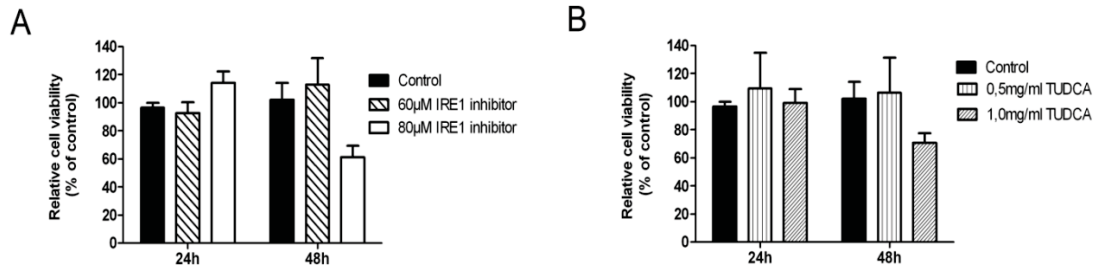 A
Relative cell viability
(% of control)
140
120
100
80
60
40
20
0
24h
48h
Control
60µM IRE1 inhibitor
80µM IRE1 inhibitor
B
Relative cell viability
(% of control)
140
120
100
80
60
40
20
0
24h
48h
Control
0,5mg/ml TUDCA
1,0mg/ml TUDCA